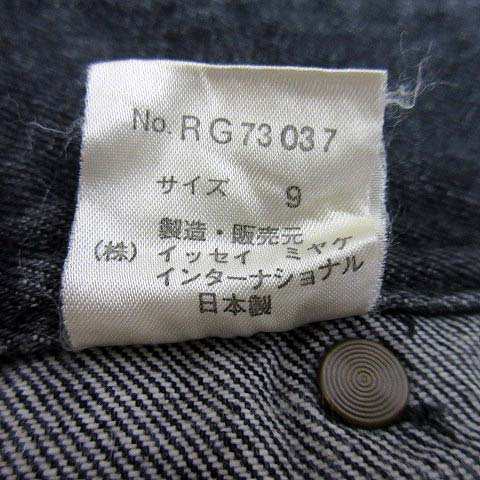 No. RG73037
サイズ 9
製造・販売元
(株) イッセイ ミヤケ
インターナショナル
日本製